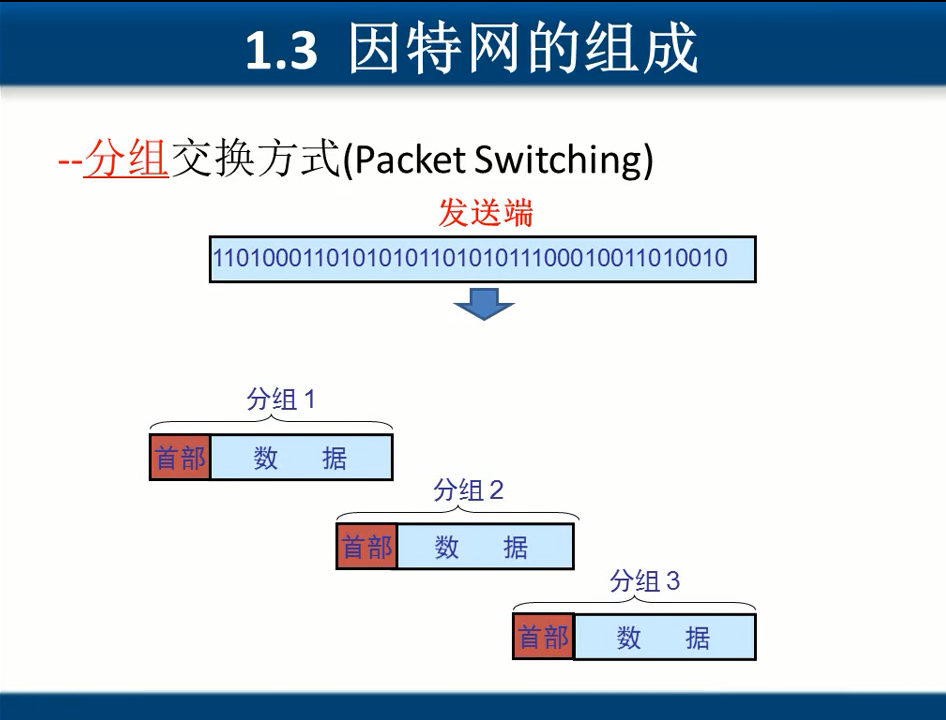 1.3 因特网的组成
--分组交换方式(Packet Switching)
发送端
1101000110101010110101011100010011010010
分组 1
首部 数 据
分组 2
首部 数 据
分组 3
首部 数 据